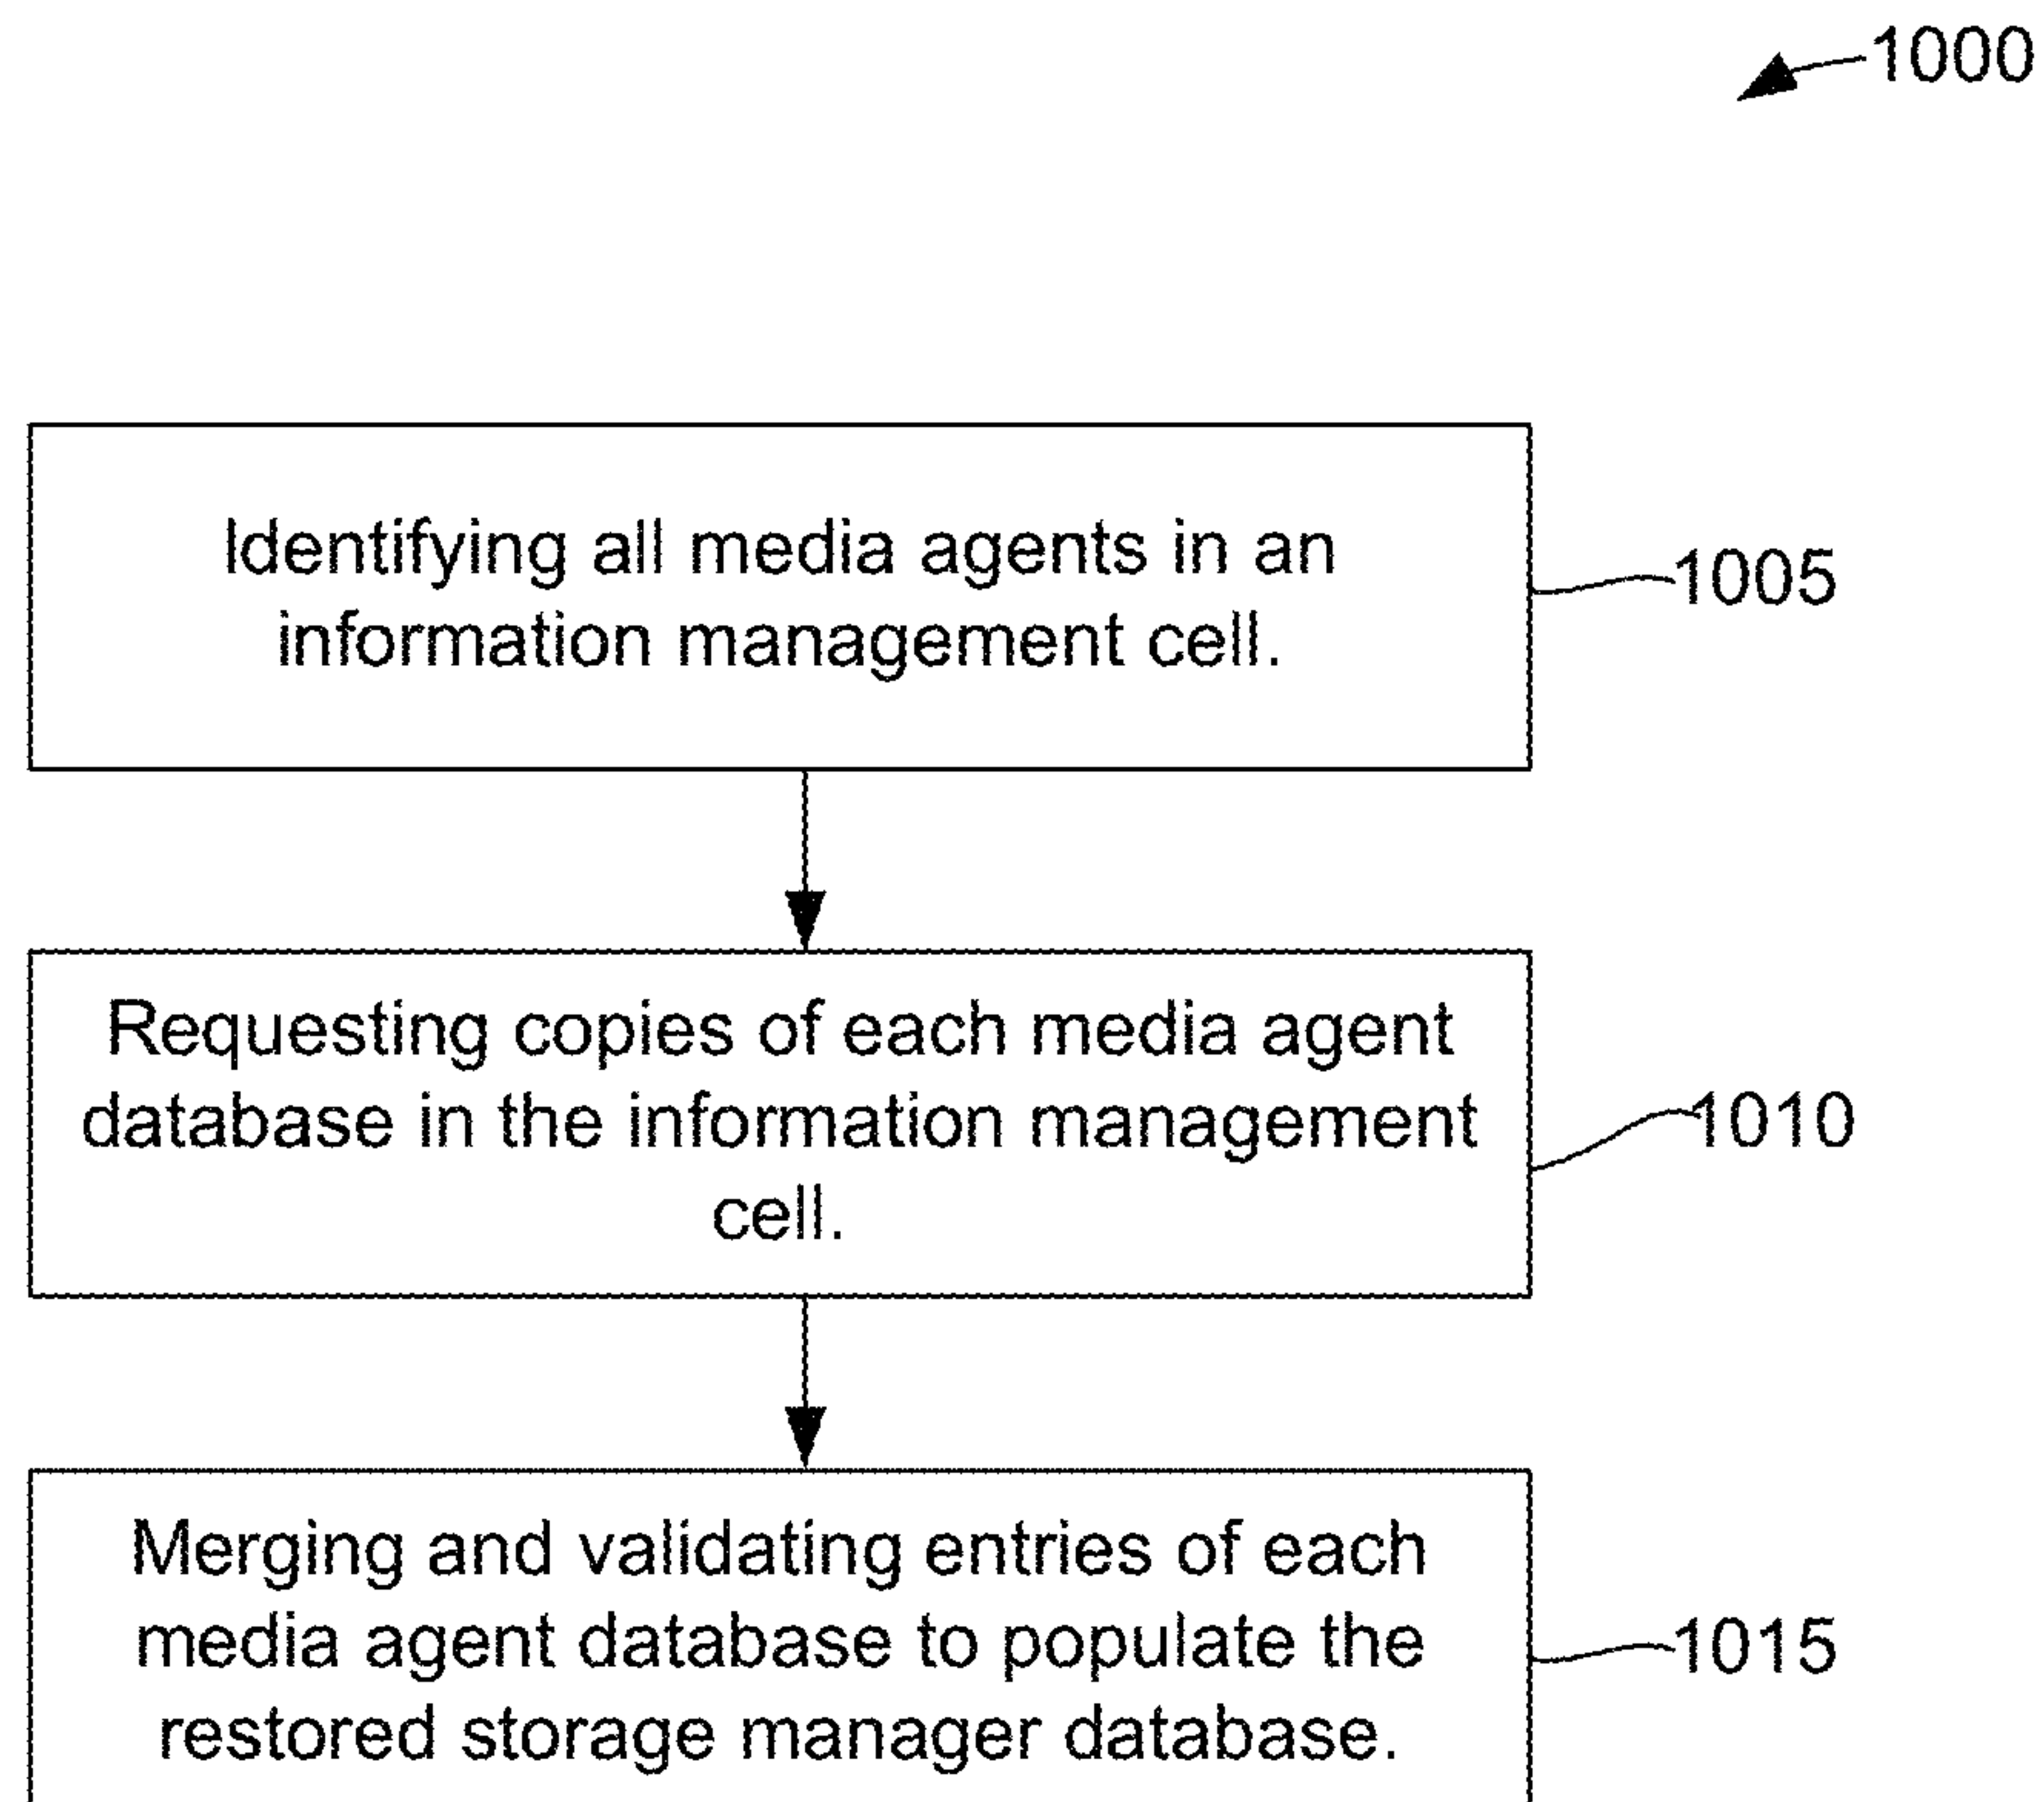 1000
Identifying all media agents in an
information management cell.
1005
Requesting copies of each media agent
database in the information management
cell.
1010
Merging and validating entries of each
media agent database to populate the
restored storage manager database.
1015